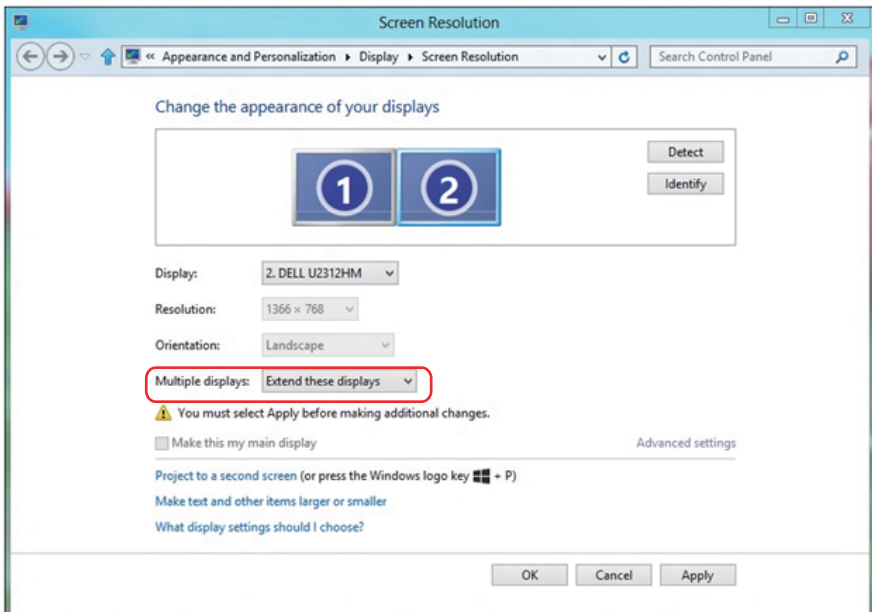 Screen Resolution
« Appearance and Personalization ▸ Display ▸ Screen Resolution
Search Control Panel
Change the appearance of your displays
1 2
Detect
Identify
Display: 2. DELL U2312HM
Resolution: 1366 × 768
Orientation: Landscape
Multiple displays: Extend these displays
You must select Apply before making additional changes.
Make this my main display
Advanced settings
Project to a second screen (or press the Windows logo key + P)
Make text and other items larger or smaller
What display settings should I choose?
OK Cancel Apply